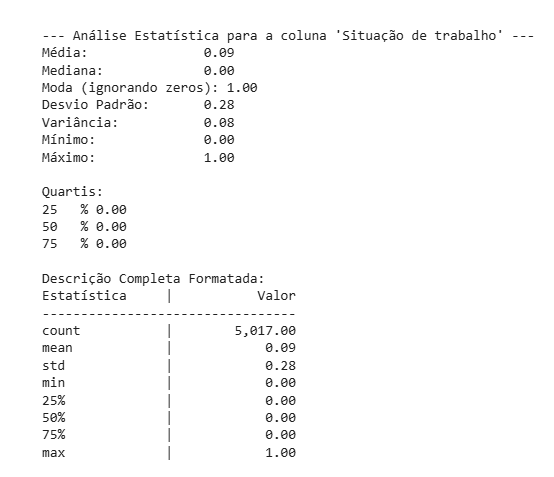 --- Análise Estatística para a coluna 'Situação de trabalho' ---
Média: 0.09
Mediana: 0.00
Moda (ignorando zeros): 1.00
Desvio Padrão: 0.28
Variância: 0.08
Mínimo: 0.00
Máximo: 1.00

Quartis:
25 % 0.00
50 % 0.00
75 % 0.00

Descrição Completa Formatada:
Estatística | Valor
---------------------------------
count | 5,017.00
mean | 0.09
std | 0.28
min | 0.00
25% | 0.00
50% | 0.00
75% | 0.00
max | 1.00